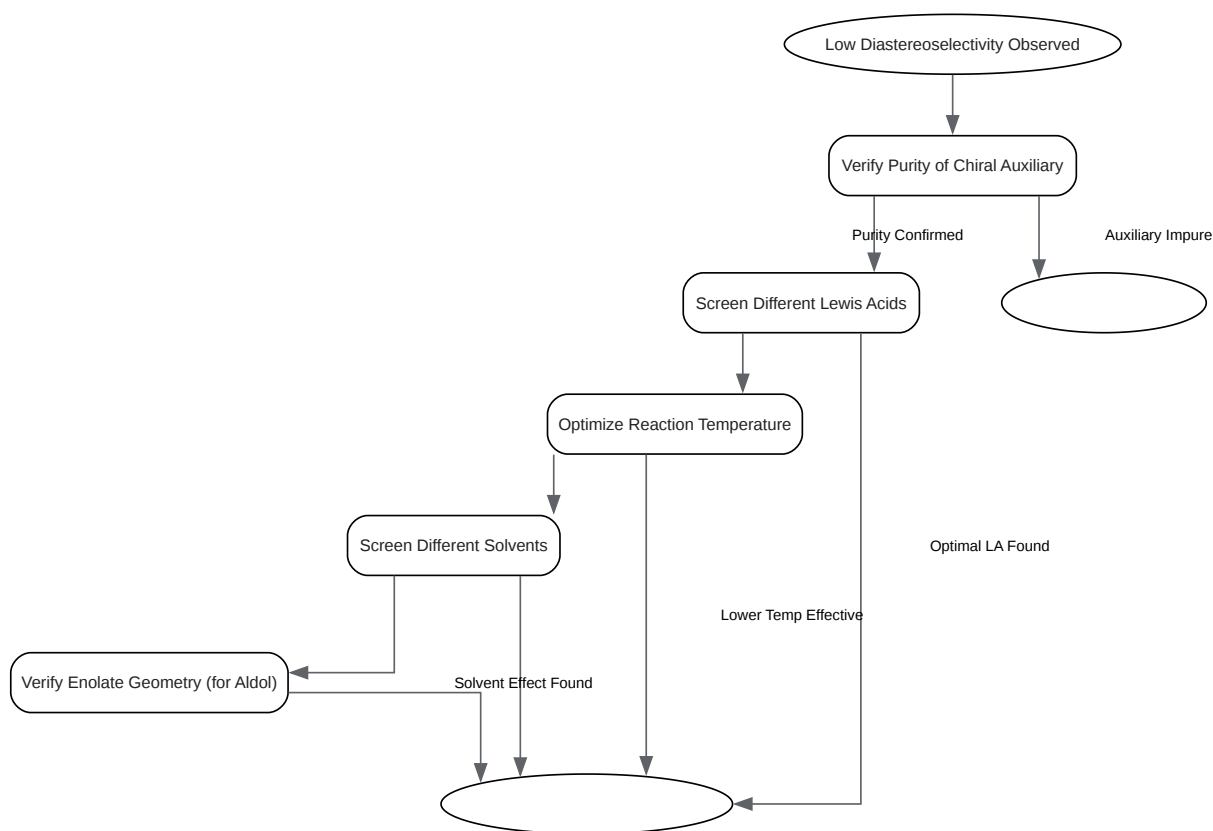 Low Diastereoselectivity Observed
Verify Purity of Chiral Auxiliary
Purity Confirmed
Auxiliary Impure
Screen Different Lewis Acids
Optimize Reaction Temperature
Screen Different Solvents
Optimal LA Found
Lower Temp Effective
Verify Enolate Geometry (for Aldol)
Solvent Effect Found